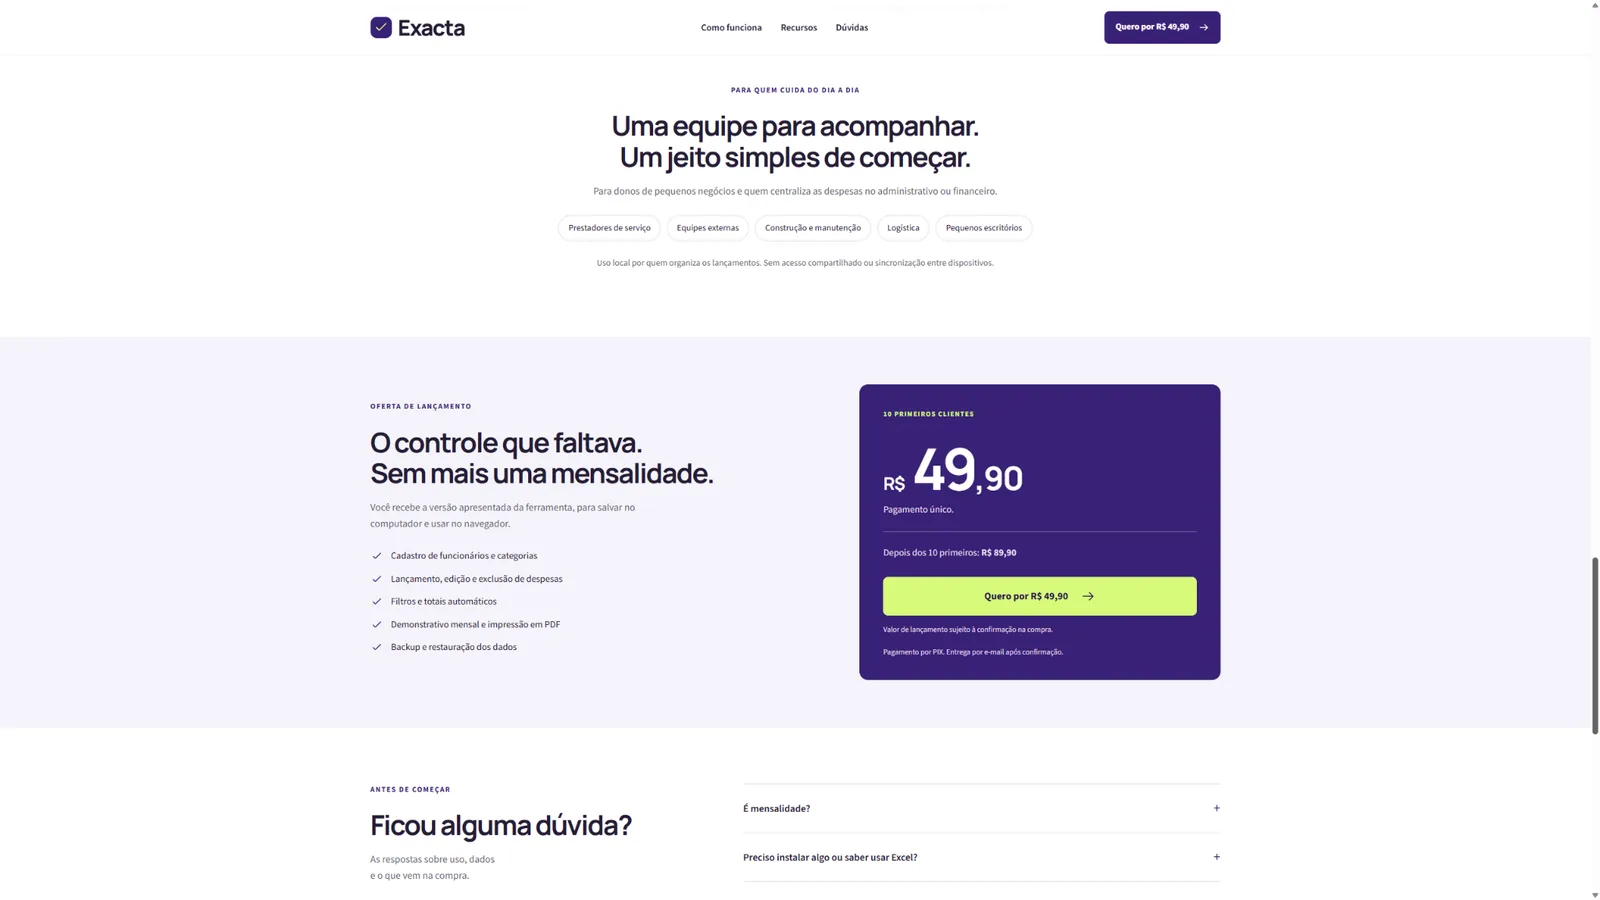 Exacta
Como funciona
Recursos
Dúvidas
Quero por R$ 49,90
PARA QUEM CUIDA DO DIA A DIA
Uma equipe para acompanhar.
Um jeito simples de começar.
Para donos de pequenos negócios e quem centraliza as despesas no administrativo ou financeiro.
Prestadores de serviço
Equipes externas
Construção e manutenção
Logística
Pequenos escritórios
Uso local por quem organiza os lançamentos. Sem acesso compartilhado ou sincronização entre dispositivos.
OFERTA DE LANÇAMENTO
O controle que faltava.
Sem mais uma mensalidade.
Você recebe a versão apresentada da ferramenta, para salvar no
computador e usar no navegador.
Cadastro de funcionários e categorias
Lançamento, edição e exclusão de despesas
Filtros e totais automáticos
Demonstrativo mensal e impressão em PDF
Backup e restauração dos dados
10 PRIMEIROS CLIENTES
R$ 49,90
Pagamento único.
Depois dos 10 primeiros: R$ 89,90
Quero por R$ 49,90
Valor de lançamento sujeito à confirmação na compra.
Pagamento por PIX. Entrega por e-mail após confirmação.
ANTES DE COMEÇAR
Ficou alguma dúvida?
As respostas sobre uso, dados
e o que vem na compra.
É mensalidade?
Preciso instalar algo ou saber usar Excel?